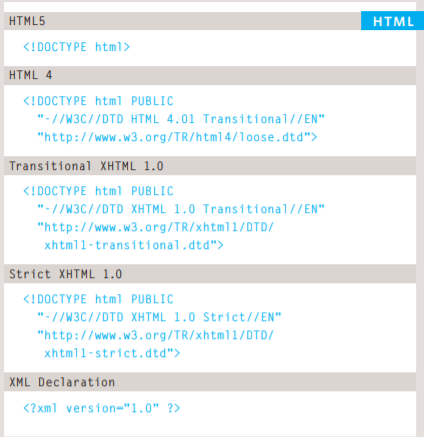 HTML5
HTML
<!DOCTYPE html>
HTML 4
<!DOCTYPE html PUBLIC
"-//W3C//DTD HTML 4.01 Transitional//EN"
"http://www.w3.org/TR/html4/loose.dtd">
Transitional XHTML 1.0
<!DOCTYPE html PUBLIC
"-//W3C//DTD XHTML 1.0 Transitional//EN"
"http://www.w3.org/TR/xhtml1/DTD/
xhtml1-transitional.dtd">
Strict XHTML 1.0
<!DOCTYPE html PUBLIC
"-//W3C//DTD XHTML 1.0 Strict//EN"
"http://www.w3.org/TR/xhtml1/DTD/
xhtml1-strict.dtd">
XML Declaration
<?xml version="1.0" ?>